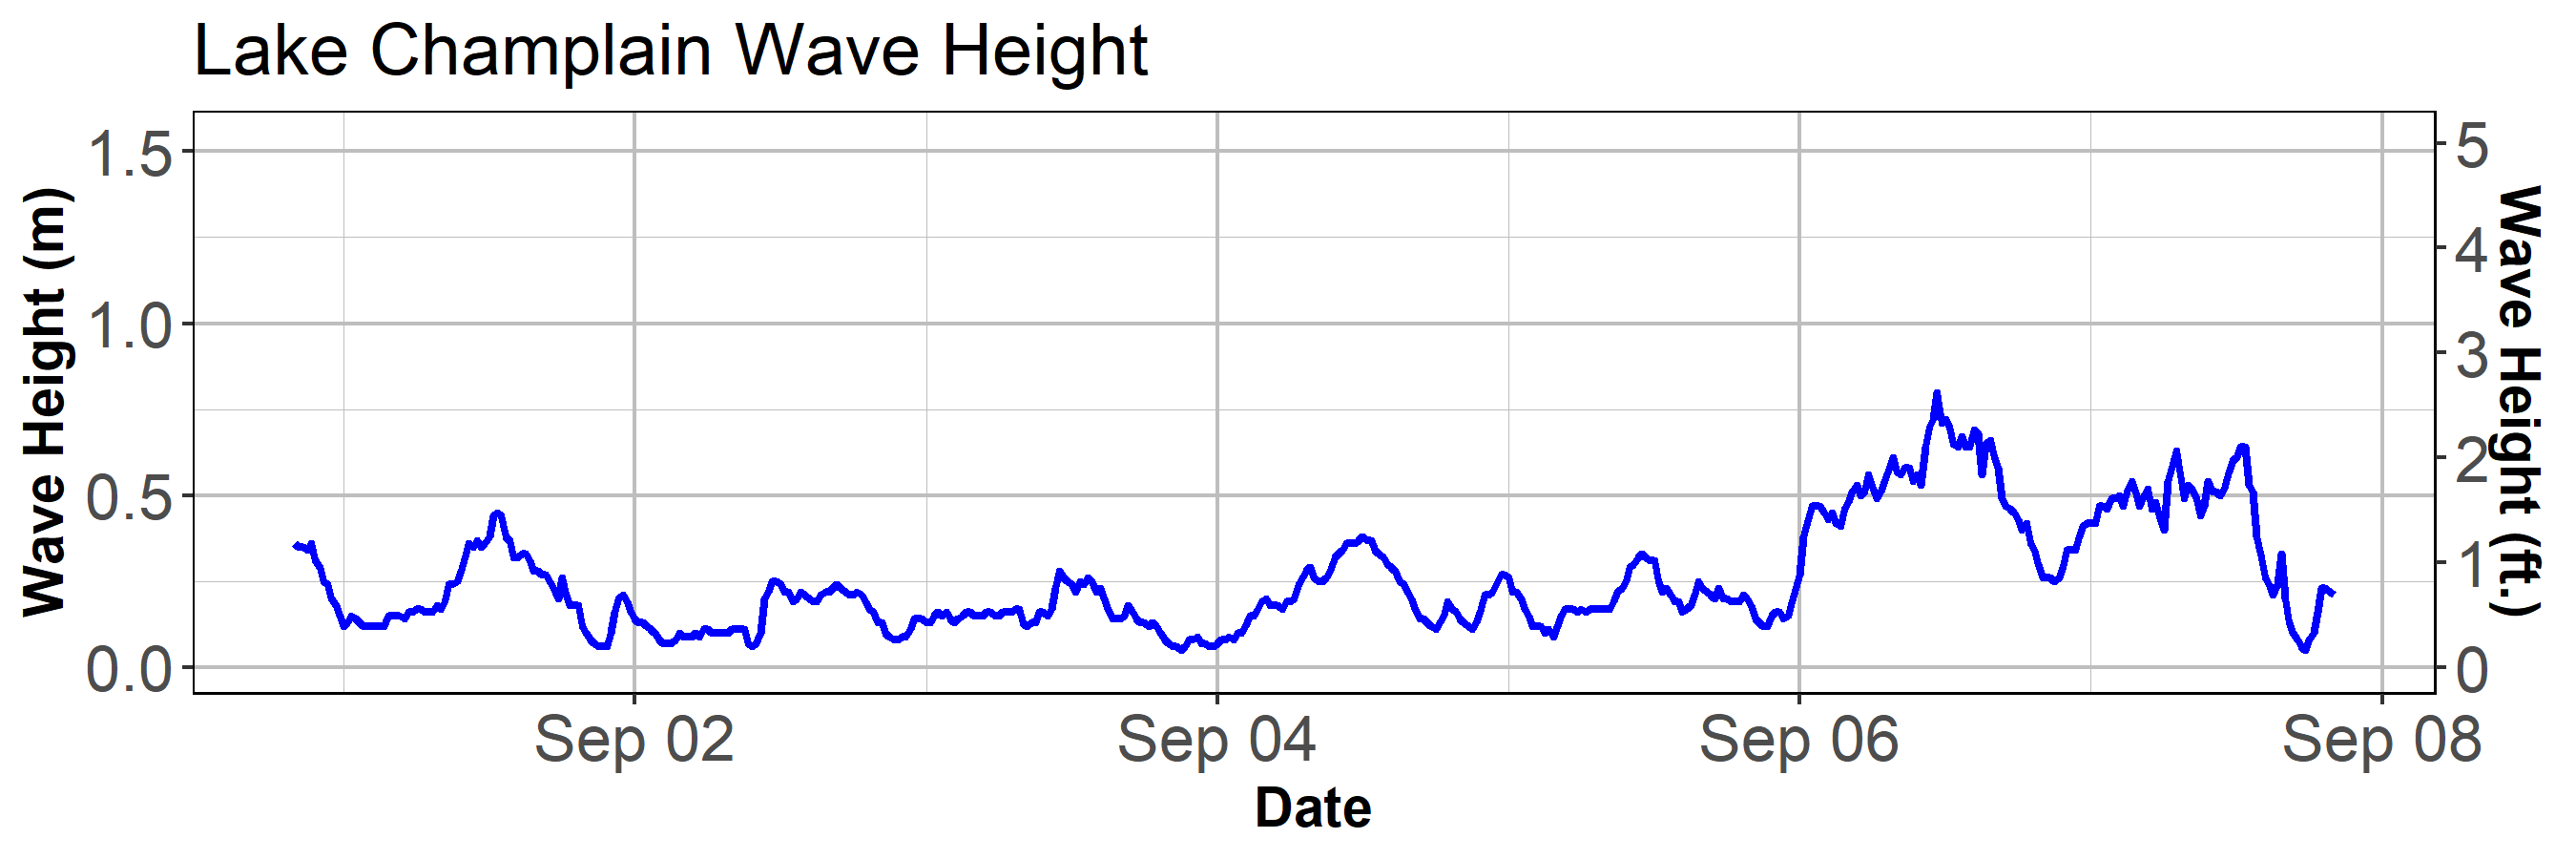 Lake Champlain Wave Height
Wave Height (m)
1.5
1.0
0.5
0.0
5
4
3
2
1
0
Wave Height (ft.)
Sep 02
Sep 04
Sep 06
Sep 08
Date